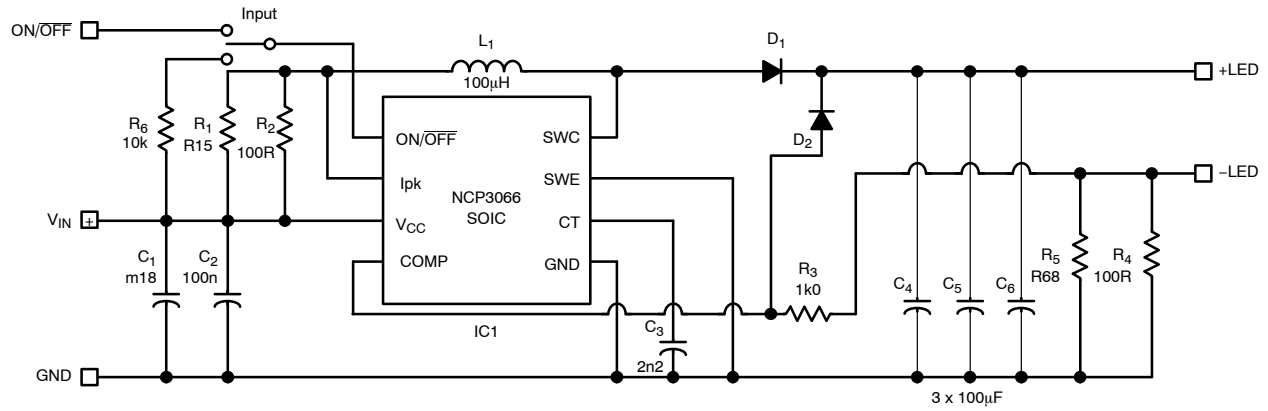 Input
ON/OFF
L1
100μH
D1
+LED
R6
10k
R1
R15
R2
100R
ON/OFF
SWC
D2
Ipk
SWE
−LED
NCP3066
SOIC
VIN
+
VCC
CT
COMP
GND
C1
m18
C2
100n
R3
1k0
R5
R68
R4
100R
C4
C5
C6
IC1
C3
2n2
GND
3 x 100μF